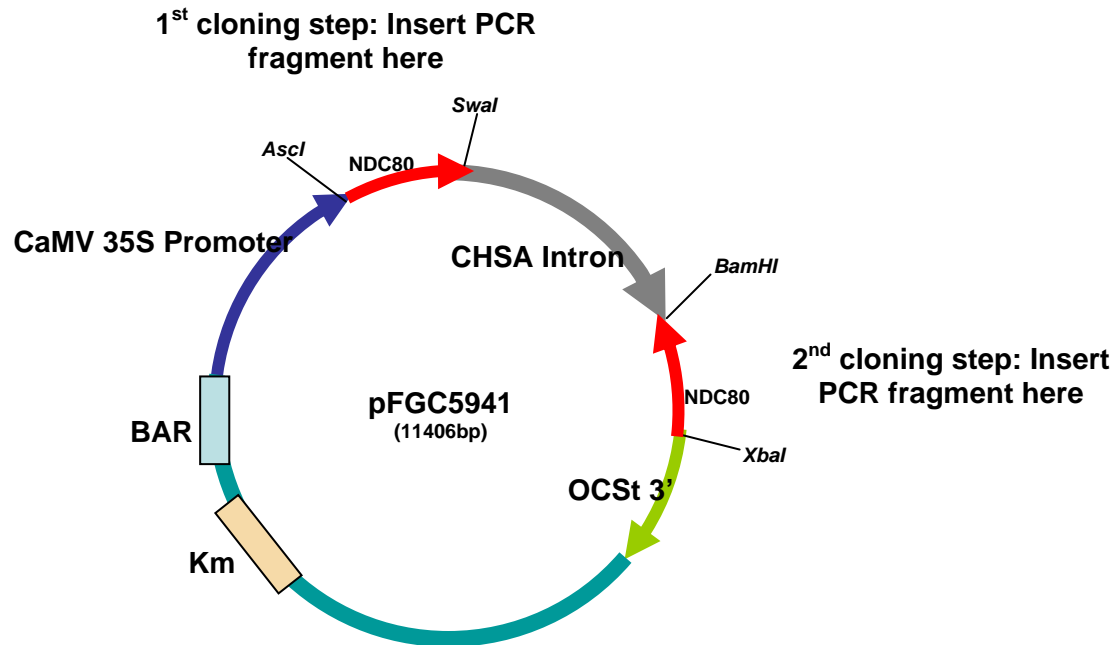 1st cloning step: Insert PCR
fragment here
SwaI
AscI
NDC80
CaMV 35S Promoter
CHSA Intron
BamHI
2nd cloning step: Insert
PCR fragment here
NDC80
pFGC5941
(11406bp)
BAR
XbaI
OCSt 3’
Km